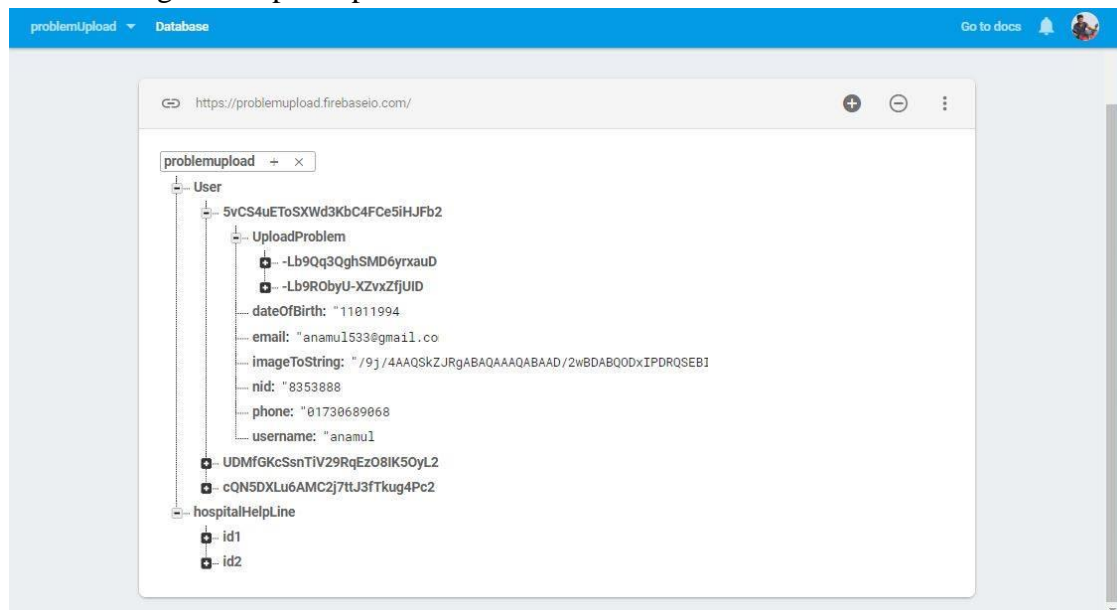 problemUpload Database Go to docs
https://problemupload.firebaseio.com/
problemupload + ×
User
5vCS4uEToSXWd3KbC4FCe5iHJFb2
UploadProblem
-Lb9Qq3QghSMD6yrxauD
-Lb9RObyU-XZvxZfjUID
dateOfBirth: "11011994
email: "anamul533@gmail.co
imageToString: "/9j/4AAQSkZJRgABAQAAAQABAAD/2wBDABQODxIPDRQSEBI
nid: "8353888
phone: "01730689068
username: "anamul
UDMfGKcSsnTiV29RqEzO8IK5OyL2
cQN5DXLu6AMC2j7ttJ3fTkug4Pc2
hospitalHelpLine
id1
id2